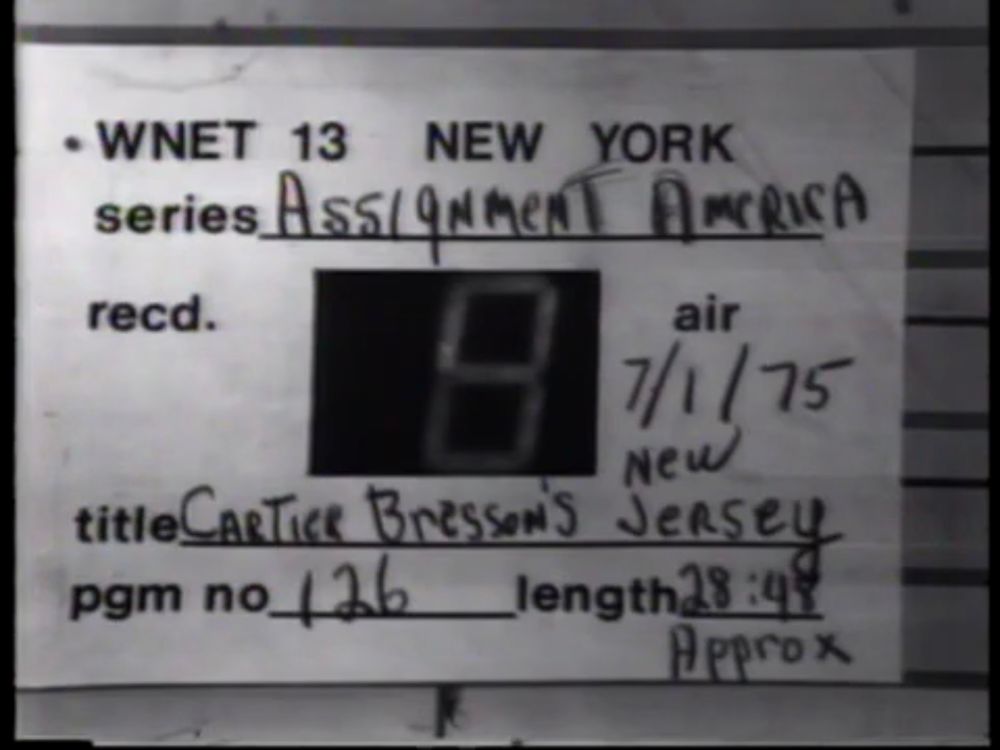 • WNET 13 NEW YORK
series Assignment America
recd. 8 air
7/1/75
New
title Cartier Bresson's Jersey
pgm no 126 length 28:48
Approx